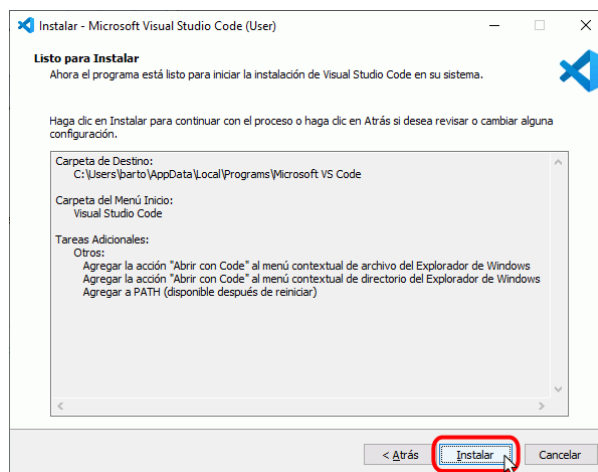 Instalar - Microsoft Visual Studio Code (User)
Listo para Instalar
Ahora el programa está listo para iniciar la instalación de Visual Studio Code en su sistema.
Haga clic en Instalar para continuar con el proceso o haga clic en Atrás si desea revisar o cambiar alguna
configuración.
Carpeta de Destino:
C:\Users\barto\AppData\Local\Programs\Microsoft VS Code
Carpeta del Menú Inicio:
Visual Studio Code
Tareas Adicionales:
Otros:
Agregar la acción "Abrir con Code" al menú contextual de archivo del Explorador de Windows
Agregar la acción "Abrir con Code" al menú contextual de directorio del Explorador de Windows
Agregar a PATH (disponible después de reiniciar)
< Atrás Instalar Cancelar